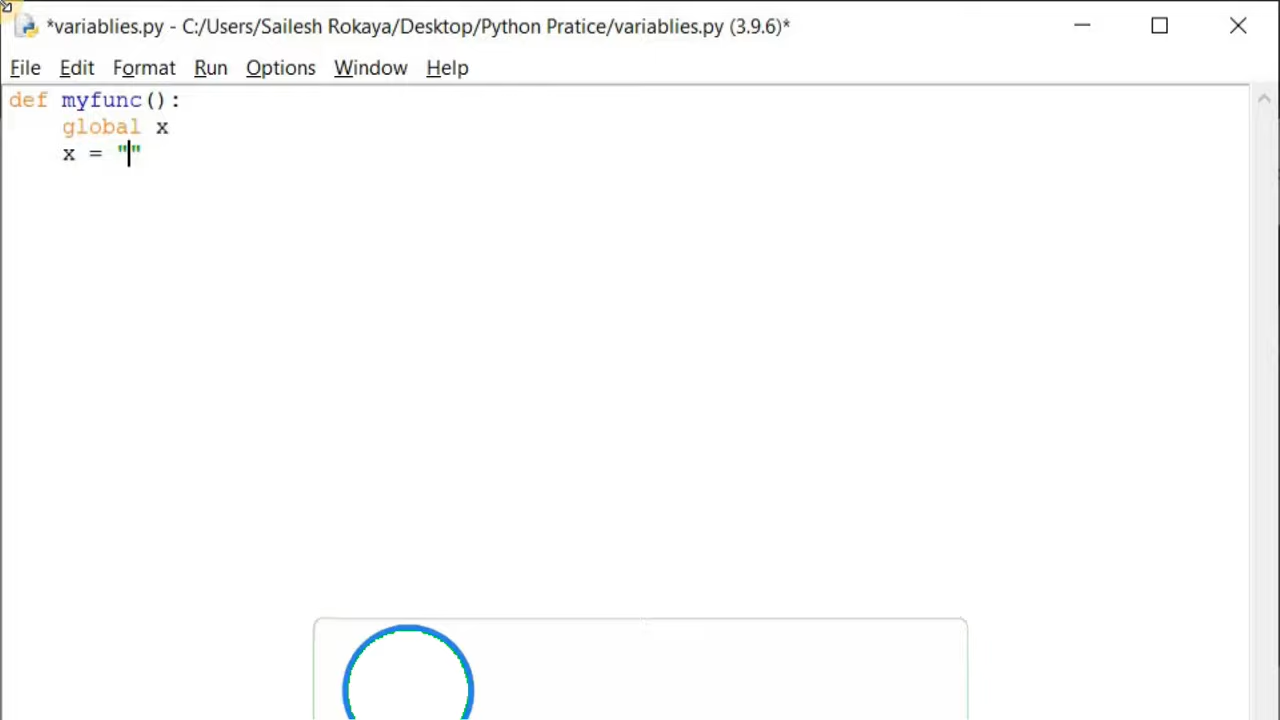 *variablies.py - C:/Users/Sailesh Rokaya/Desktop/Python Pratice/variablies.py (3.9.6)*
File Edit Format Run Options Window Help
def myfunc():
    global x
    x = ""